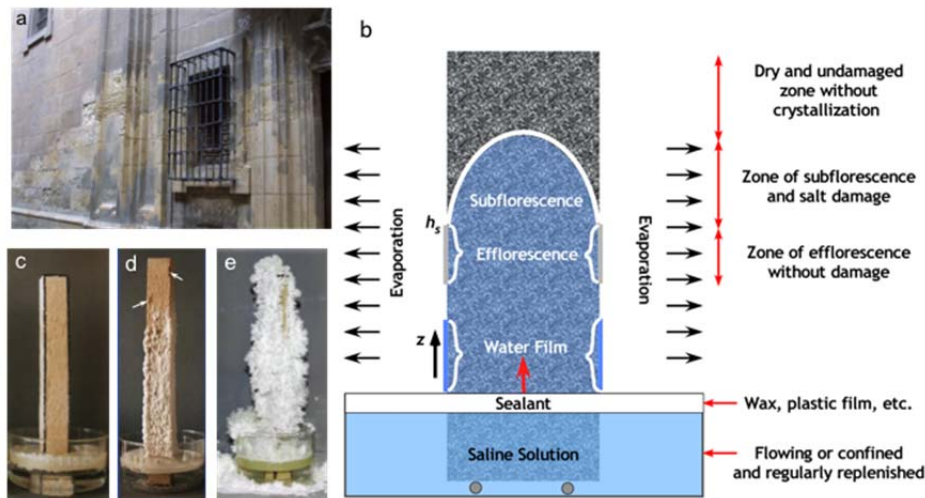 a
b
Dry and undamaged
zone without
crystallization
Subflorescence
Zone of subflorescence
and salt damage
hs
Efflorescence
Zone of efflorescence
without damage
Evaporation
Evaporation
c
d
e
z
Water Film
Sealant
Wax, plastic film, etc.
Saline Solution
Flowing or confined
and regularly replenished